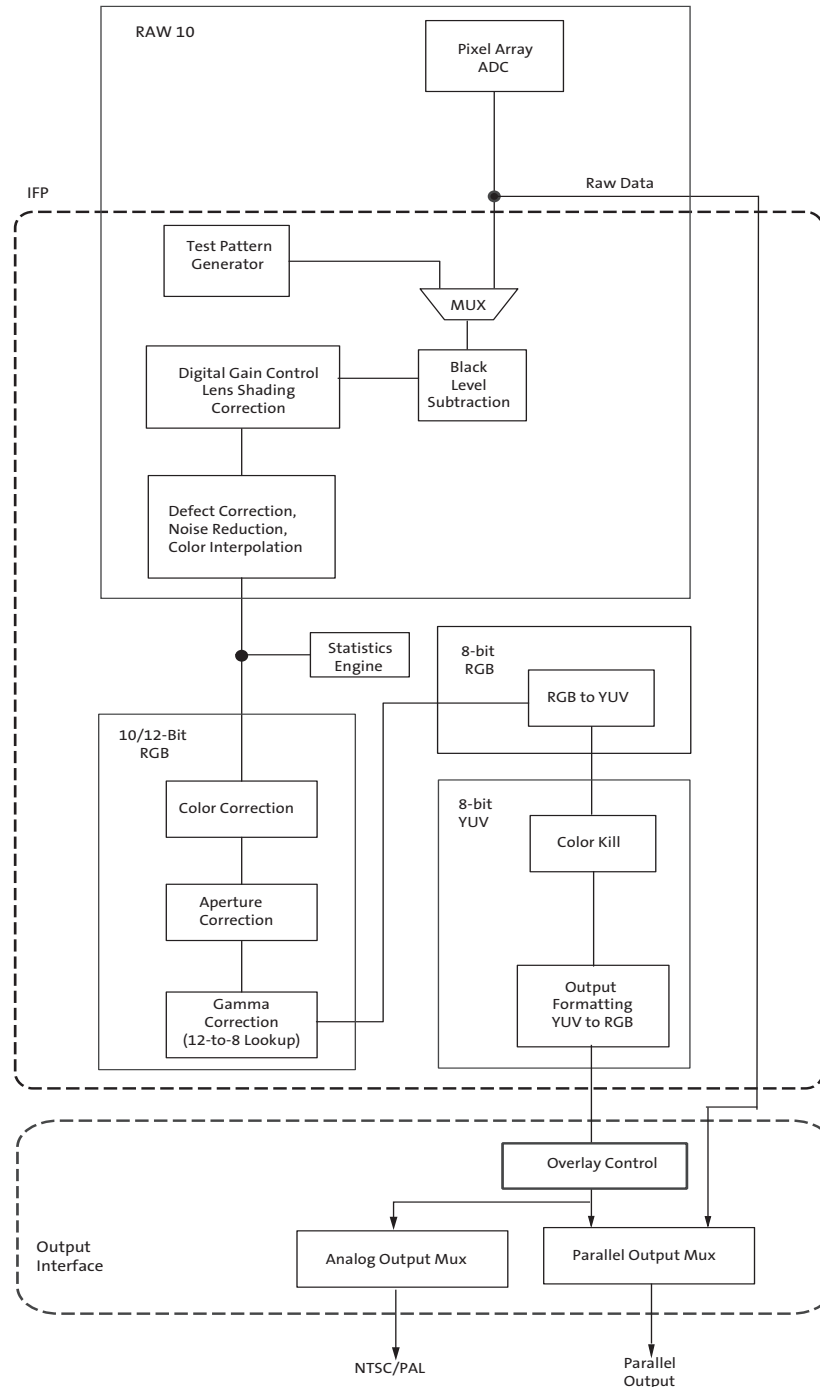 RAW 10
Pixel Array
ADC
IFP
Raw Data
Test Pattern
Generator
MUX
Digital Gain Control
Lens Shading
Correction
Black
Level
Subtraction
Defect Correction,
Noise Reduction,
Color Interpolation
Statistics
Engine
8-bit
RGB
RGB to YUV
10/12-Bit
RGB
8-bit
YUV
Color Correction
Color Kill
Aperture
Correction
Gamma
Correction
(12-to-8 Lookup)
Output
Formatting
YUV to RGB
Overlay Control
Output
Interface
Analog Output Mux
Parallel Output Mux
NTSC/PAL
Parallel
Output